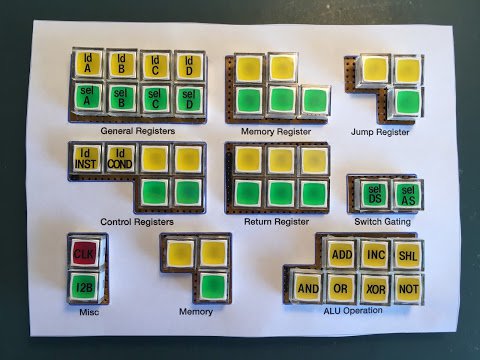 ld A ld B ld C ld D
sel A sel B sel C sel D
General Registers
Memory Register
Jump Register
ld INST ld COND
Control Registers
Return Register
sel DS sel AS
Switch Gating
CLK
I2B
Misc
Memory
ADD INC SHL
AND OR XOR NOT
ALU Operation